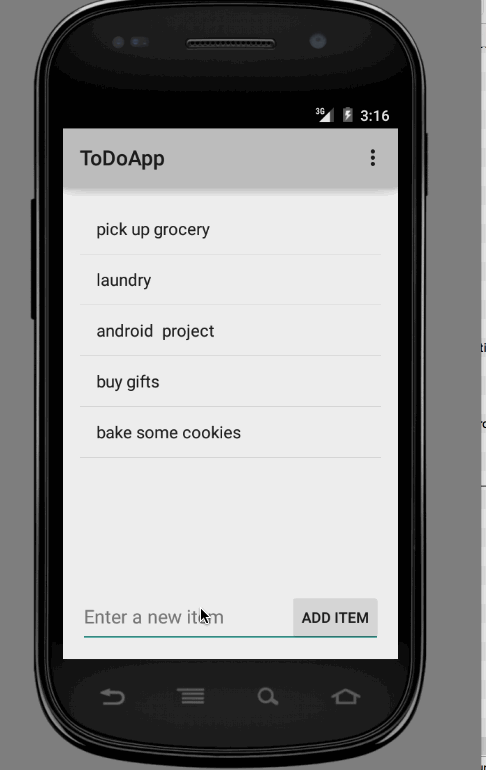 3G 3:16
ToDoApp
pick up grocery
laundry
android  project
buy gifts
bake some cookies
Enter a new item ADD ITEM